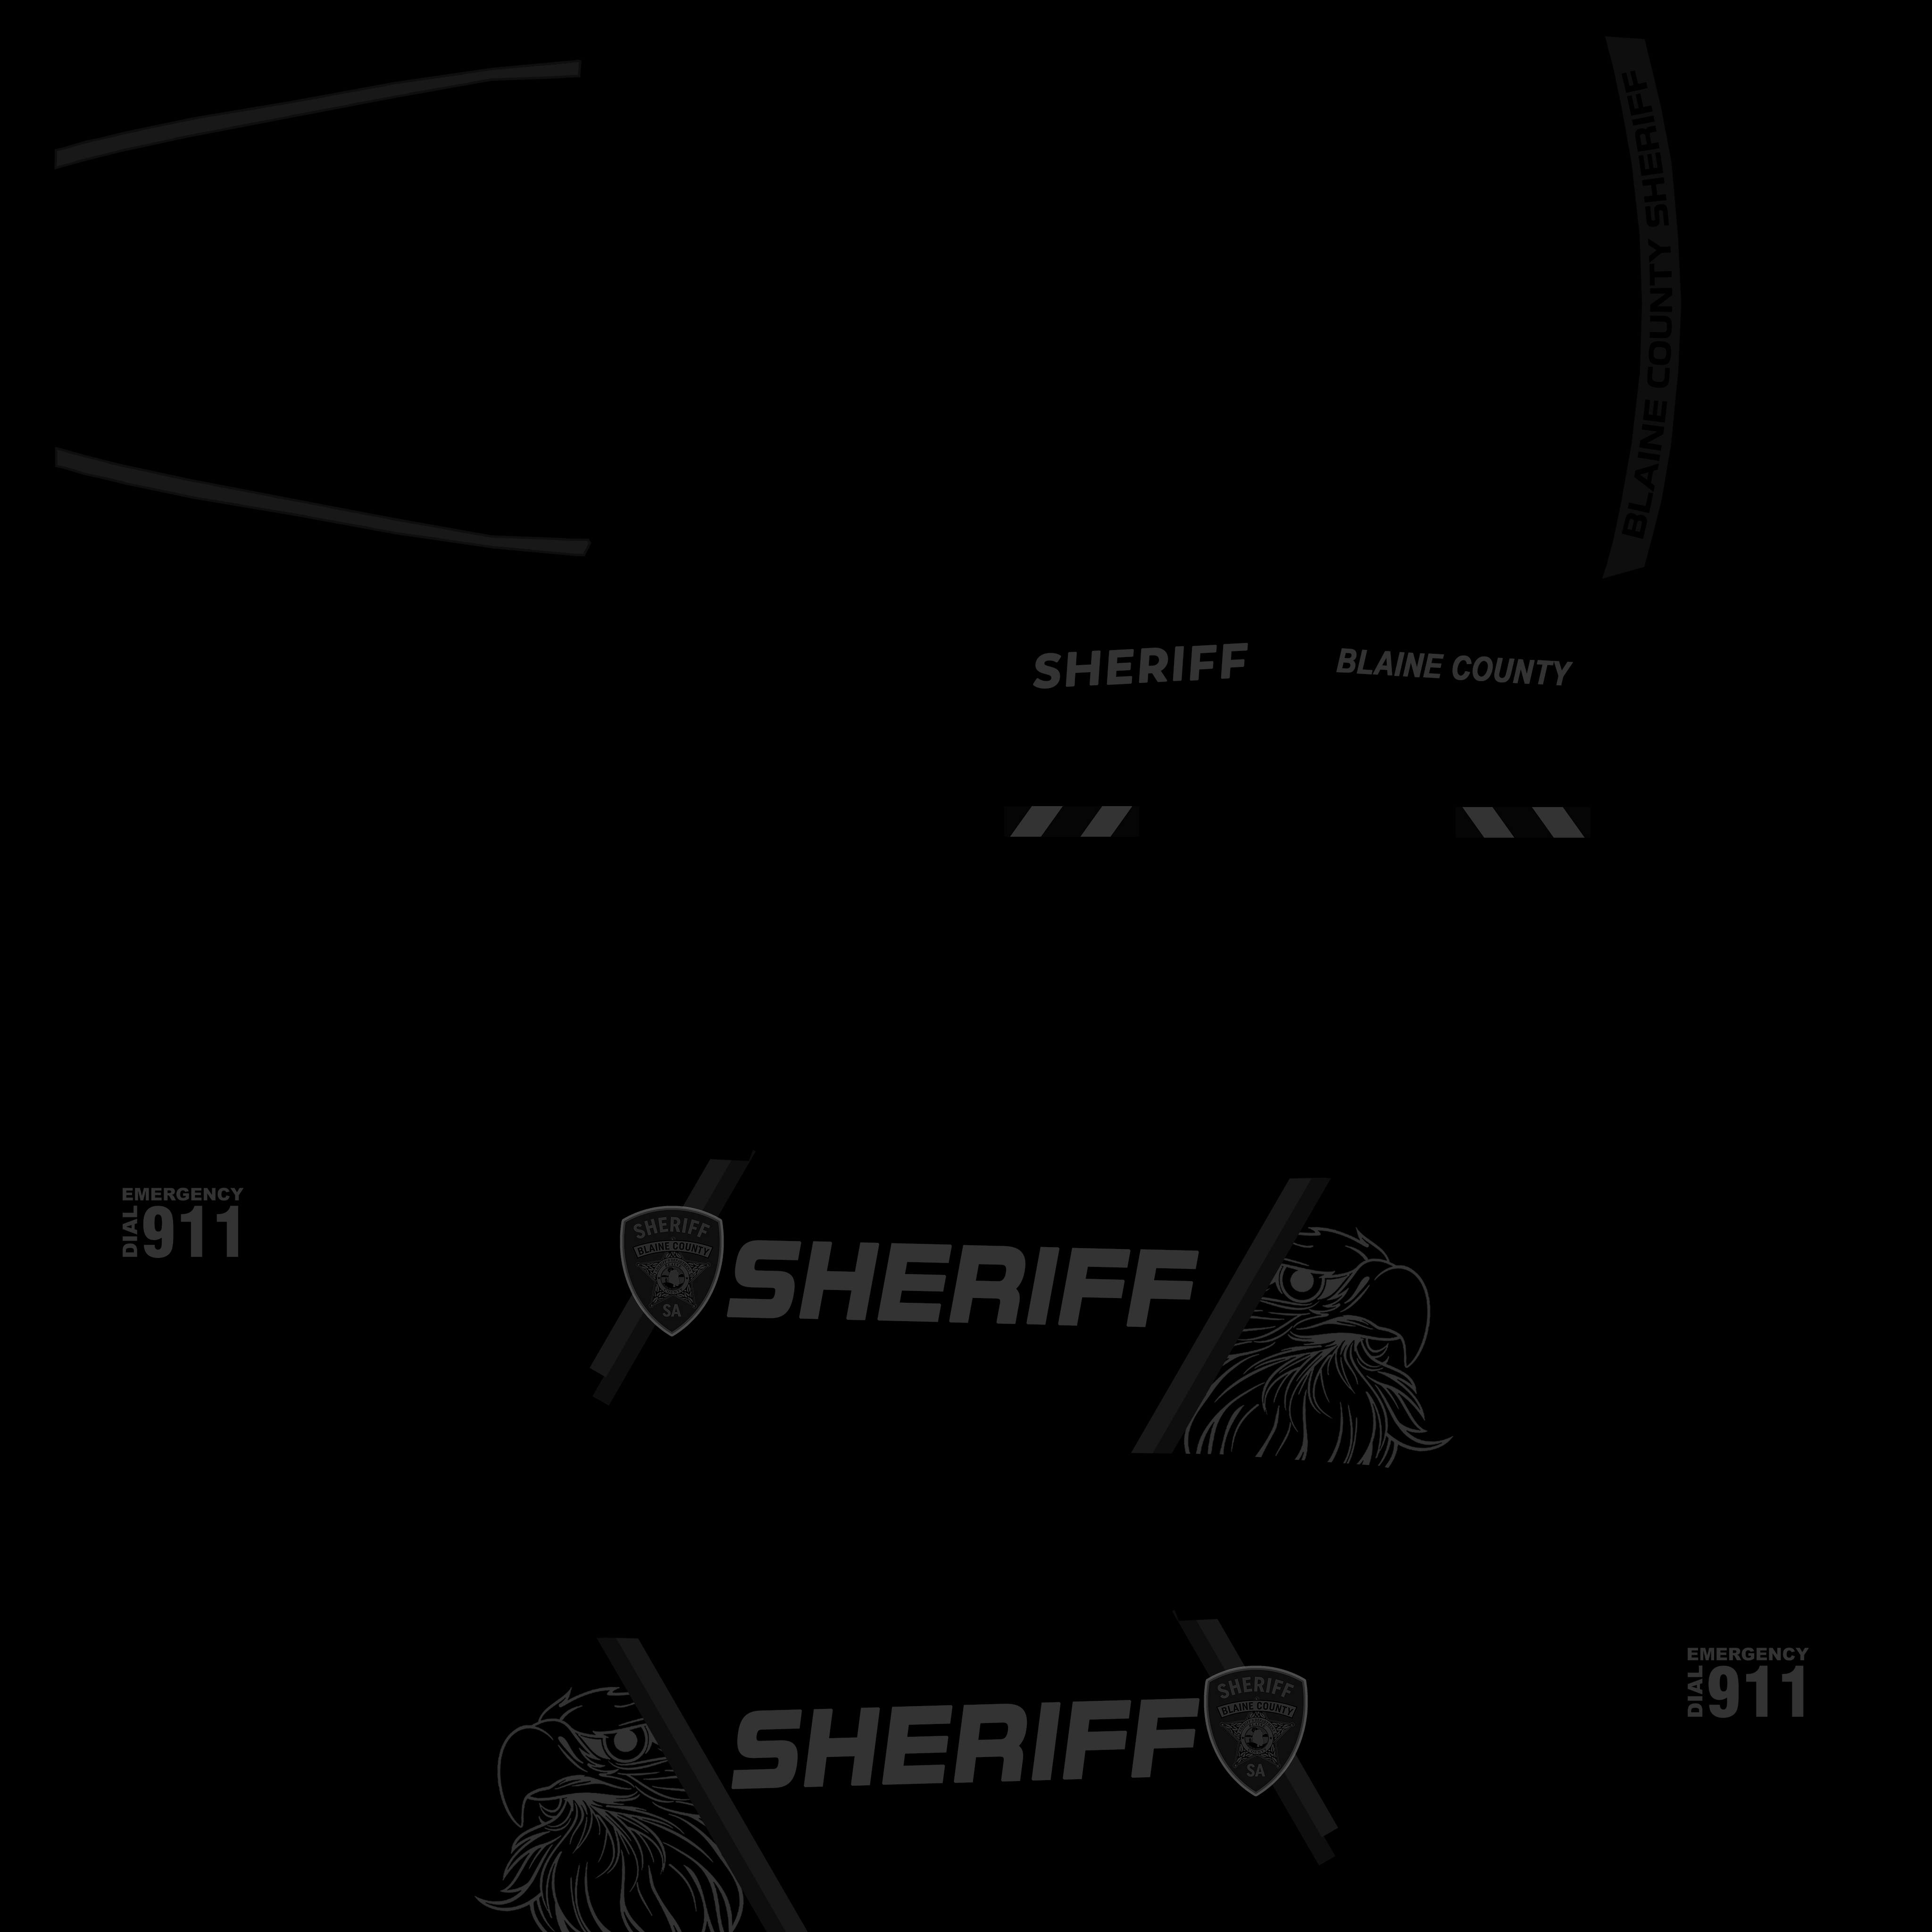 BLAINE COUNTY SHERIFF
SHERIFF
BLAINE COUNTY
EMERGENCY
DIAL
911
SHERIFF
BLAINE COUNTY
SA
SHERIFF
SHERIFF
SHERIFF
BLAINE COUNTY
SA
EMERGENCY
DIAL
911